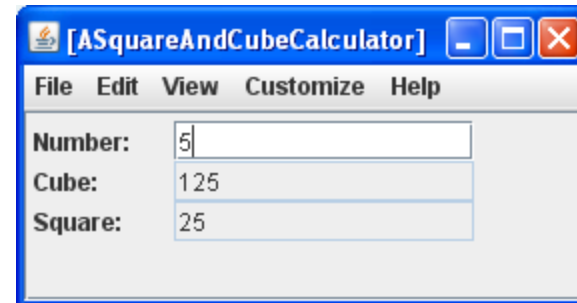 [ASquareAndCubeCalculator]
File Edit View Customize Help
Number: 5
Cube: 125
Square: 25